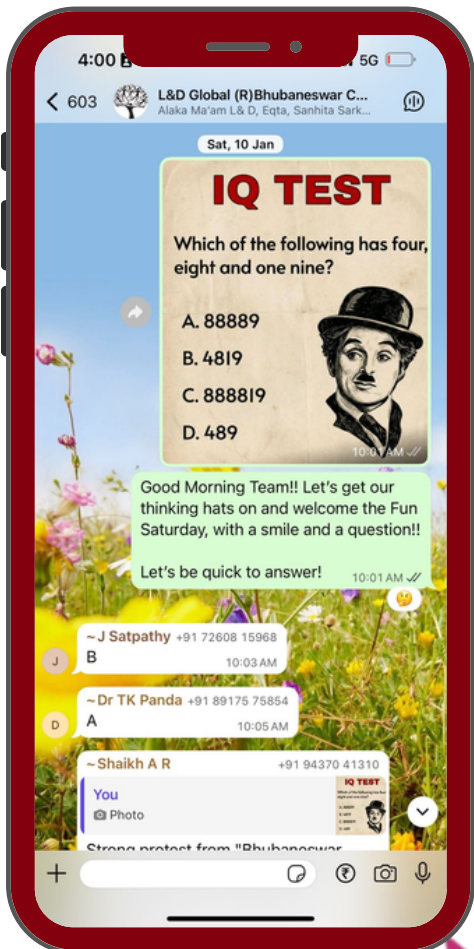 4:00
5G
603
L&D Global (R)Bhubaneswar C...
Alaka Ma'am L& D, Eqta, Sanhita Sark...
Sat, 10 Jan
IQ TEST
Which of the following has four,
eight and one nine?
A. 88889
B. 4819
C. 888819
D. 489
10:01 AM
Good Morning Team!! Let's get our
thinking hats on and welcome the Fun
Saturday, with a smile and a question!!
Let's be quick to answer!
10:01 AM
~J Satpathy +91 72608 15968
J
B
10:03 AM
~Dr TK Panda +91 89175 75854
D
A
10:05 AM
~Shaikh A R +91 94370 41310
You
Photo
IQ TEST
Strong protest from "Bhubaneswar
₹